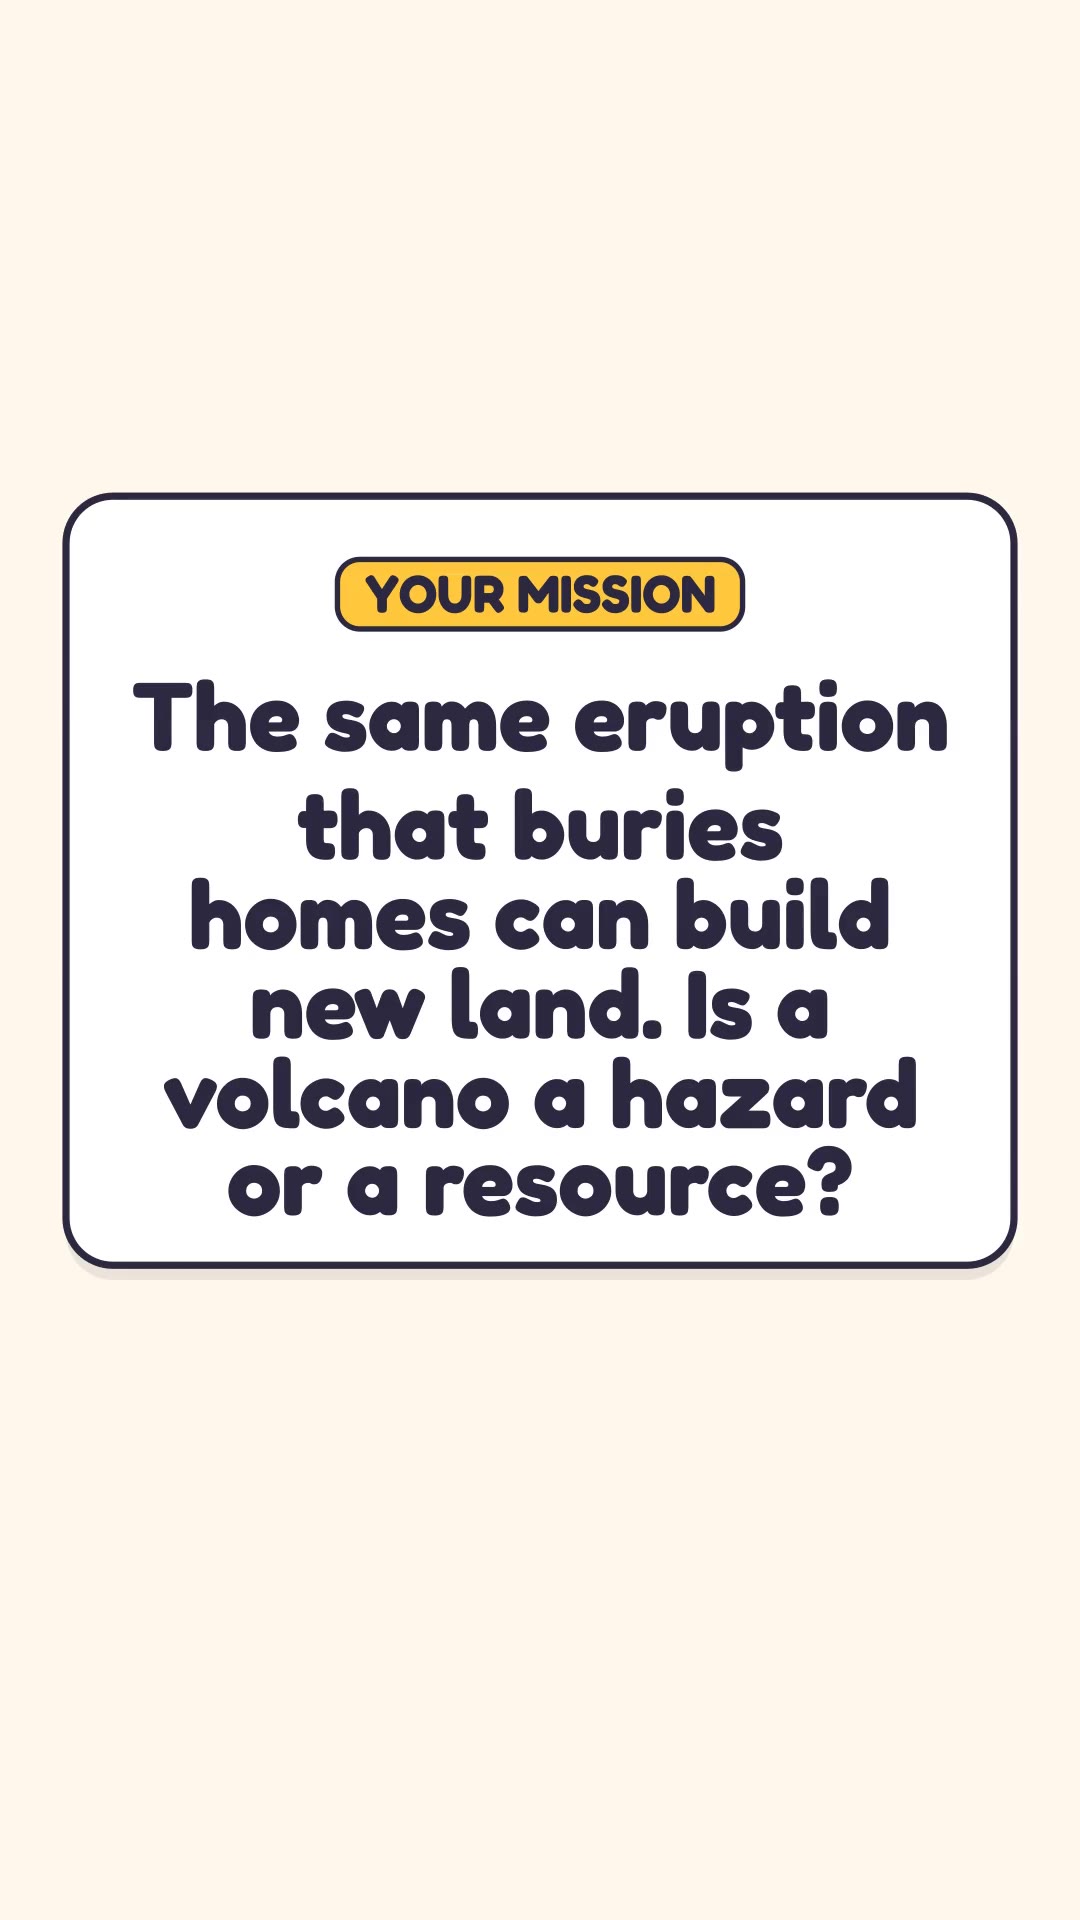 YOUR MISSION
The same eruption
that buries
homes can build
new land. Is a
volcano a hazard
or a resource?